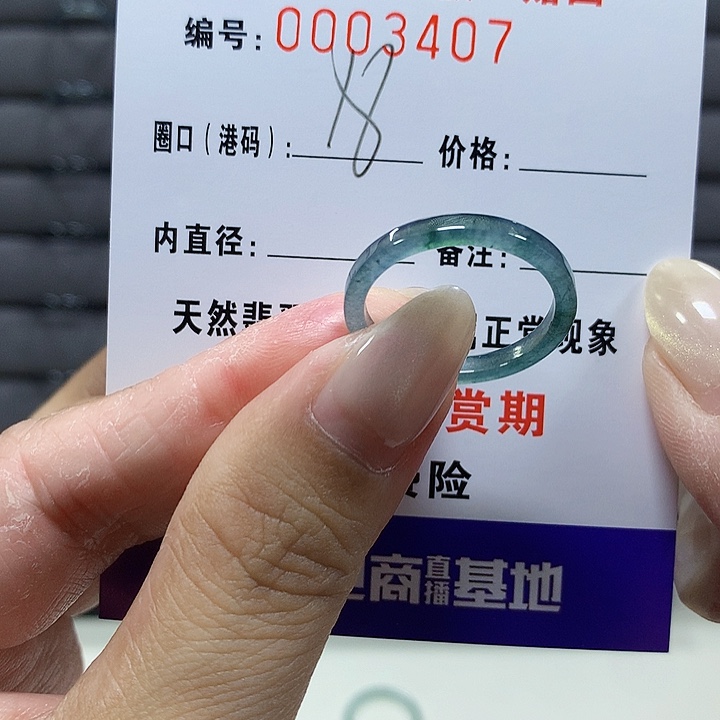 编号: 0003407
圈口(港码): 18 价格:
内直径: 备注:
天然翡 正常现象
赏期
险
商直播基地